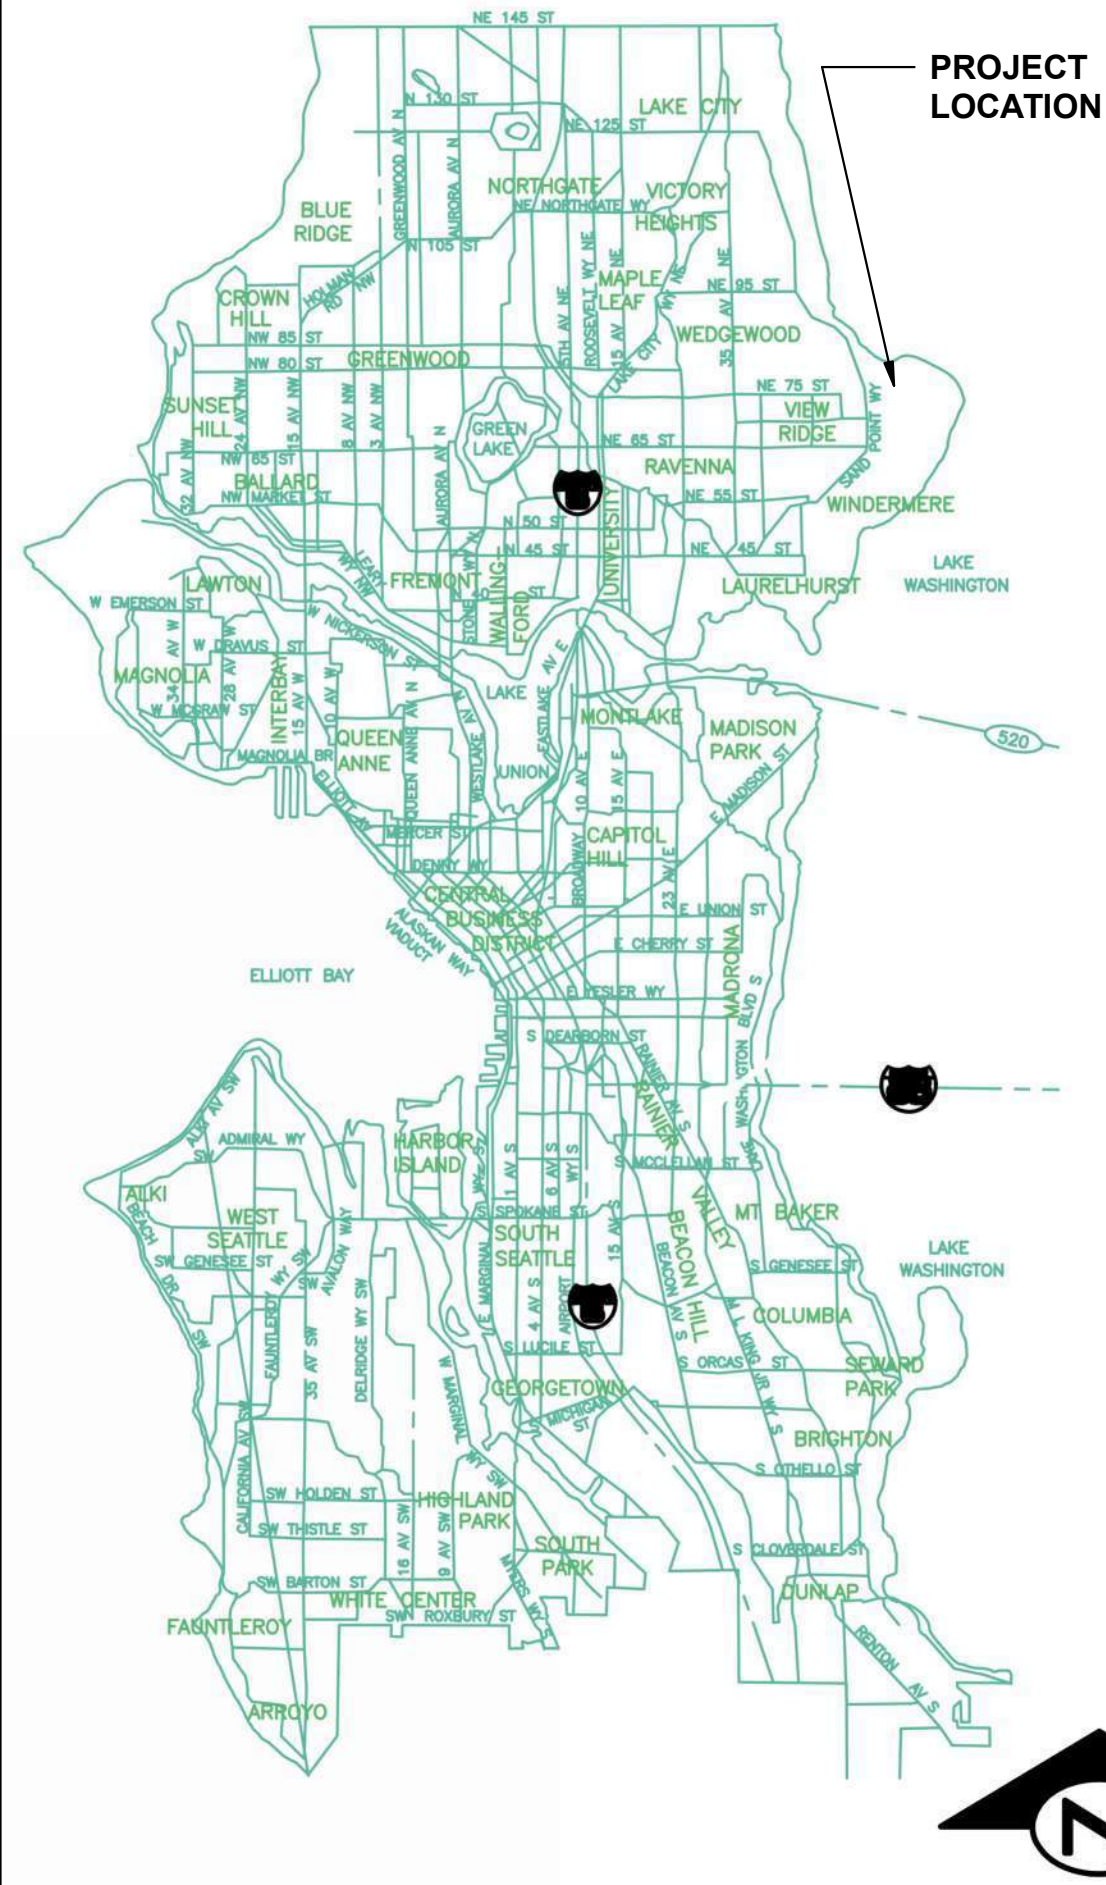 NE 145 ST
PROJECT
LOCATION
N 130 ST
LAKE CITY
NE 125 ST
GREENWOOD AV N
AURORA AV N
NORTHGATE
VICTORY
HEIGHTS
NE NORTHGATE WY
BLUE
RIDGE
N 105 ST
HOLMAN
RD
NW
5TH AV NE
ROOSEVELT WY NE
15 AV NE
MAPLE
LEAF
LAKE CITY WY NE
35 AV NE
NE 95 ST
CROWN
HILL
WEDGEWOOD
NW 85 ST
GREENWOOD
NW 80 ST
NE 75 ST
SUNSET
HILL
24 AV NW
15 AV NW
8 AV NW
3 AV NW
AURORA AV N
GREEN
LAKE
VIEW
RIDGE
SAND POINT WY
NE 65 ST
32 AV NW
NW 65 ST
RAVENNA
BALLARD
NW MARKET ST
NE 55 ST
WINDERMERE
UNIVERSITY
N 50 ST
N 45 ST
NE 45 ST
LAKE
WASHINGTON
LEARY
WY NW
FREMONT
STONE WY N
WALLING-
FORD
N 40 ST
LAURELHURST
LAWTON
W EMERSON ST
W NICKERSON ST
34 AV W
28 AV W
W DRAVUS ST
MAGNOLIA
INTERBAY
15 AV W
10 AV W
W MCGRAW ST
MAGNOLIA BR
QUEEN
ANNE
QUEEN ANNE AV N
WESTLAKE AV N
LAKE
UNION
EASTLAKE AV E
MONTLAKE
MADISON
PARK
520
10 AV E
15 AV E
E MADISON ST
ELLIOTT AV
MERCER ST
CAPITOL
HILL
BROADWAY
23 AV E
DENNY WY
CENTRAL
BUSINESS
DISTRICT
ALASKAN WAY
VIADUCT
E UNION ST
E CHERRY ST
MADRONA
ELLIOTT BAY
E YESLER WY
S DEARBORN ST
RAINIER AV S
RAINIER
VALLEY
ALKI AV SW
ADMIRAL WY
SW
HARBOR
ISLAND
1 AV S
6 AV S
S MCCLELLAN ST
ALKI
BEACH
DR
SW
WEST
SEATTLE
SW GENESEE ST
AVALON WAY
SW
FAUNTLEROY WY SW
35 AV SW
DELRIDGE WY SW
SPOKANE ST
SOUTH
SEATTLE
E MARGINAL
4 AV S
AIRPORT
WY S
15 AV S
BEACON
HILL
BEACON AV S
MT BAKER
S GENESEE ST
LAKE
WASHINGTON
COLUMBIA
M L KING JR WY S
S LUCILE ST
S ORCAS ST
SEWARD
PARK
GEORGETOWN
S MICHIGAN
ST
W MARGINAL WY SW
BRIGHTON
S OTHELLO ST
CALIFORNIA AV SW
SW HOLDEN ST
SW THISTLE ST
16 AV SW
9 AV SW
HIGHLAND
PARK
SOUTH
PARK
S CLOVERDALE ST
MYERS WY S
SW BARTON ST
WHITE CENTER
SW ROXBURY ST
DUNLAP
FAUNTLEROY
RENTON AV S
ARROYO
N